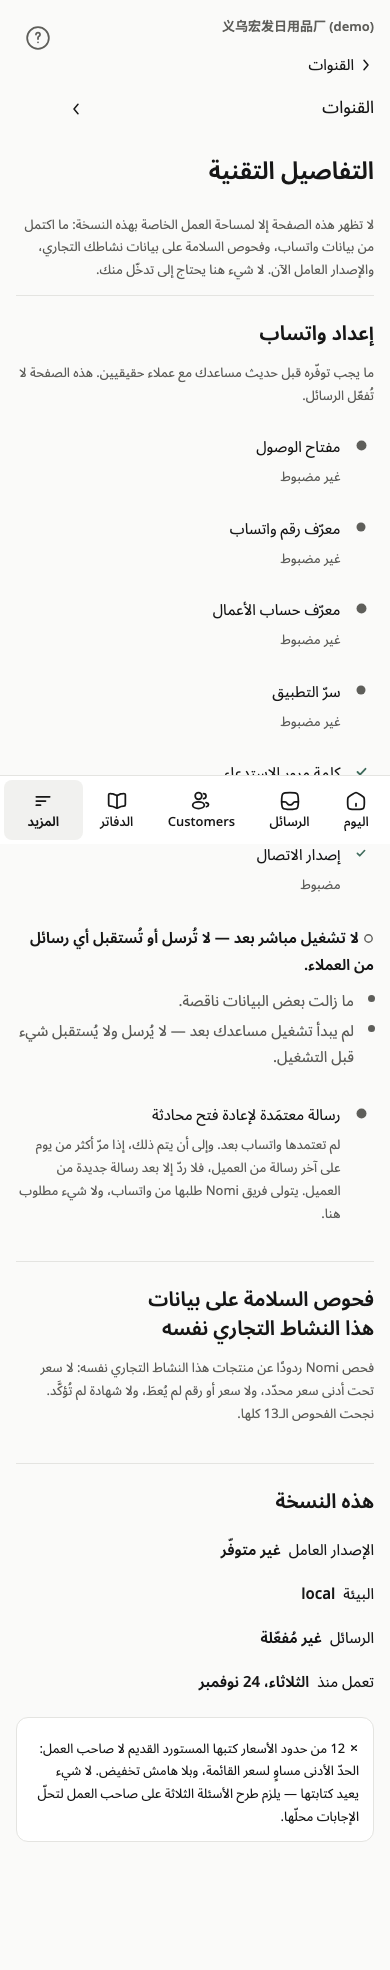 义乌宏发日用品厂 (demo)
القنوات
القنوات
التفاصيل التقنية
لا تظهر هذه الصفحة إلا لمساحة العمل الخاصة بهذه النسخة: ما اكتمل
من بيانات واتساب، وفحوص السلامة على بيانات نشاطك التجاري،
والإصدار العامل الآن. لا شيء هنا يحتاج إلى تدخّل منك.
إعداد واتساب
ما يجب توفّره قبل حديث مساعدك مع عملاء حقيقيين. هذه الصفحة لا
تُفعّل الرسائل.
مفتاح الوصول
غير مضبوط
معرّف رقم واتساب
غير مضبوط
معرّف حساب الأعمال
غير مضبوط
سرّ التطبيق
غير مضبوط
اليوم
الرسائل
Customers
الدفاتر
المزيد
إصدار الاتصال
مضبوط
لا تشغيل مباشر بعد — لا تُرسل أو تُستقبل أي رسائل
من العملاء.
ما زالت بعض البيانات ناقصة.
لم يبدأ تشغيل مساعدك بعد — لا يُرسل ولا يُستقبل شيء
قبل التشغيل.
رسالة معتمَدة لإعادة فتح محادثة
لم تعتمدها واتساب بعد. وإلى أن يتم ذلك، إذا مرّ أكثر من يوم
على آخر رسالة من العميل، فلا ردّ إلا بعد رسالة جديدة من
العميل. يتولى فريق Nomi طلبها من واتساب، ولا شيء مطلوب
هنا.
فحوص السلامة على بيانات
هذا النشاط التجاري نفسه
فحص Nomi ردودًا عن منتجات هذا النشاط التجاري نفسه: لا سعر
تحت أدنى سعر محدّد، ولا سعر أو رقم لم يُعطَ، ولا شهادة لم تُؤكَّد.
نجحت الفحوص الـ13 كلها.
هذه النسخة
الإصدار العامل غير متوفّر
البيئة local
الرسائل غير مُفعّلة
تعمل منذ الثلاثاء، 24 نوفمبر
× 12 من حدود الأسعار كتبها المستورد القديم لا صاحب العمل:
الحدّ الأدنى مساوٍ لسعر القائمة، وبلا هامش تخفيض. لا شيء
يعيد كتابتها — يلزم طرح الأسئلة الثلاثة على صاحب العمل لتحلّ
الإجابات محلّها.